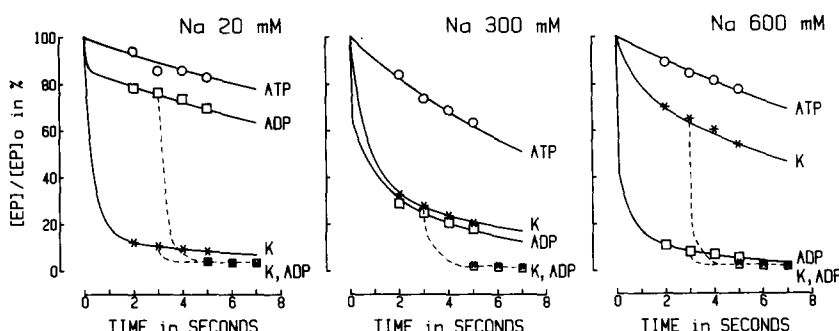 Na 20 mM
Na 300 mM
Na 600 mM
[EP]/[EP]o in %
100
80
60
40
20
0
ATP
ADP
K
K, ADP
0 2 4 6 8
TIME in SECONDS
ATP
K
ADP
0 2 4 6 8
TIME in SECONDS
ATP
K
ADP
K, ADP
0 2 4 6 8
TIME in SECONDS